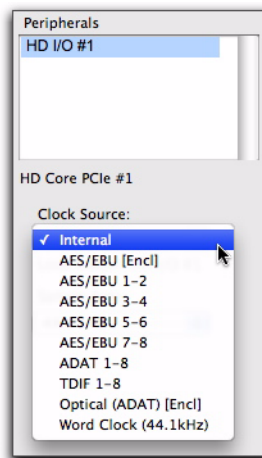 Peripherals
HD I/O #1
HD Core PCIe #1
Clock Source:
✓ Internal
AES/EBU [Encl]
AES/EBU 1-2
AES/EBU 3-4
AES/EBU 5-6
AES/EBU 7-8
ADAT 1-8
TDIF 1-8
Optical (ADAT) [Encl]
Word Clock (44.1kHz)